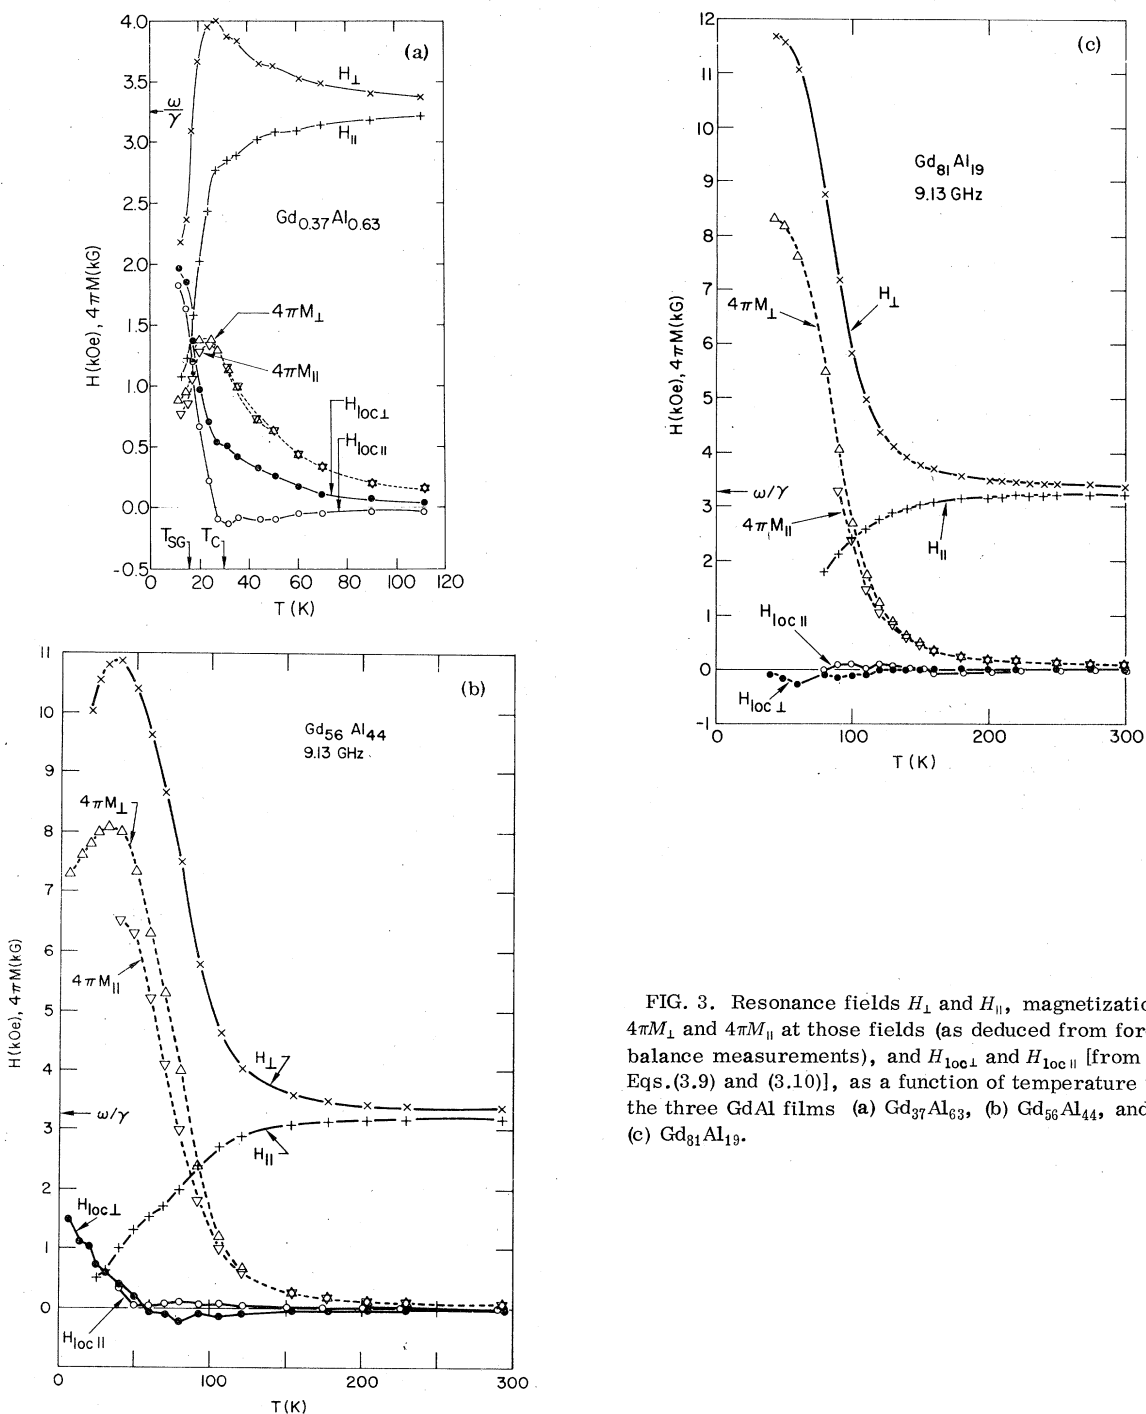 4.0
3.5
3.0
2.5
2.0
1.5
1.0
0.5
0.0
-0.5
H(kOe), 4πM(kG)
(a)
ω/γ
H⊥
H||
Gd0.37Al0.63
4πM⊥
4πM||
Hloc⊥
Hloc||
TSG TC
0 20 40 60 80 100 120
T (K)
12
11
10
9
8
7
6
5
4
3
2
1
0
-1
H(kOe), 4πM(kG)
(c)
Gd81Al19
9.13 GHz
4πM⊥
H⊥
ω/γ
4πM||
H||
Hloc||
Hloc⊥
0 100 200 300
T (K)
11
10
9
8
7
6
5
4
3
2
1
0
H(kOe), 4πM(kG)
(b)
Gd56 Al44
9.13 GHz
4πM⊥
4πM||
H⊥
ω/γ
H||
Hloc⊥
Hloc||
0 100 200 300
T(K)
FIG. 3. Resonance fields H⊥ and H||, magnetizatio
4πM⊥ and 4πM|| at those fields (as deduced from for
balance measurements), and Hloc⊥ and Hloc|| [from
Eqs.(3.9) and (3.10)], as a function of temperature
the three GdAl films (a) Gd37Al63, (b) Gd56Al44, and
(c) Gd81Al19.